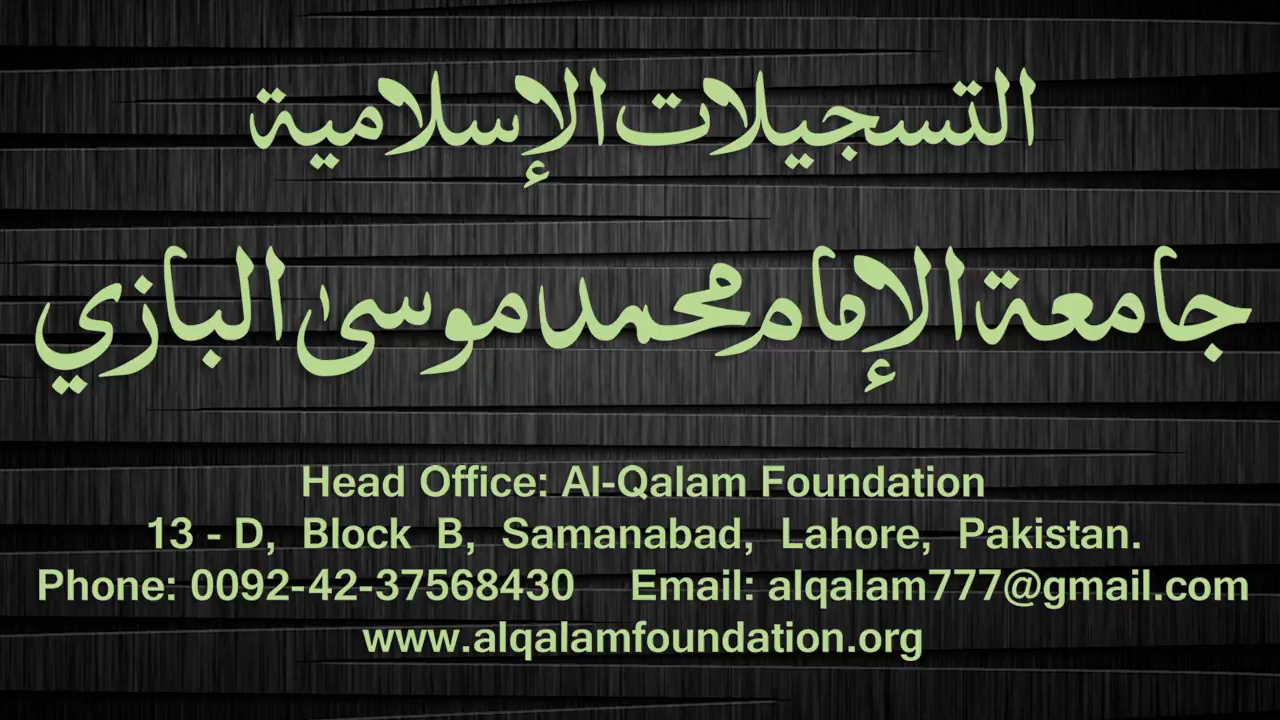 التسجيلات الإسلامية
جامعة الإمام محمد موسىٰ البازي
Head Office: Al-Qalam Foundation
13 - D, Block B, Samanabad, Lahore, Pakistan.
Phone: 0092-42-37568430 Email: alqalam777@gmail.com
www.alqalamfoundation.org